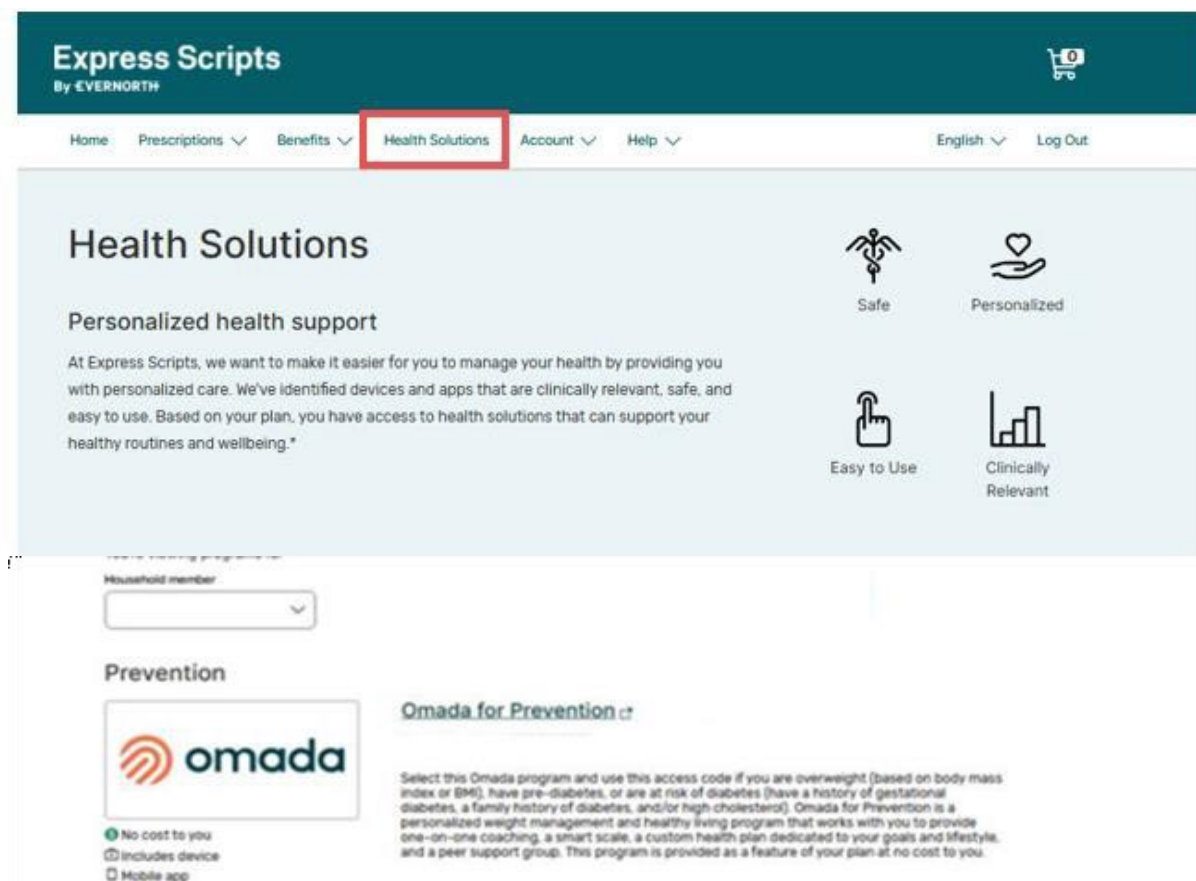 Express Scripts
By EVERNORTH
0
Home Prescriptions Benefits Health Solutions Account Help English Log Out
Health Solutions
Personalized health support
At Express Scripts, we want to make it easier for you to manage your health by providing you
with personalized care. We've identified devices and apps that are clinically relevant, safe, and
easy to use. Based on your plan, you have access to health solutions that can support your
healthy routines and wellbeing.*
Safe
Personalized
Easy to Use
Clinically
Relevant
Household member
Prevention
omada
No cost to you
Includes device
Mobile app
Omada for Prevention
Select this Omada program and use this access code if you are overweight (based on body mass
index or BMI), have pre-diabetes, or are at risk of diabetes (have a history of gestational
diabetes, a family history of diabetes, and/or high cholesterol). Omada for Prevention is a
personalized weight management and healthy living program that works with you to provide
one-on-one coaching, a smart scale, a custom health plan dedicated to your goals and lifestyle,
and a peer support group. This program is provided as a feature of your plan at no cost to you.